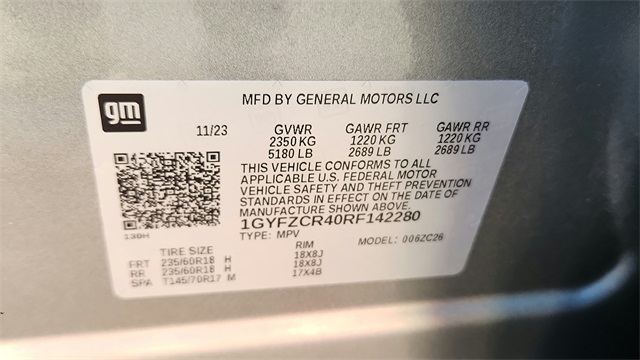 gm
MFD BY GENERAL MOTORS LLC
11/23 GVWR GAWR FRT GAWR RR
2350 KG 1220 KG 1220 KG
5180 LB 2689 LB 2689 LB
THIS VEHICLE CONFORMS TO ALL
APPLICABLE U.S. FEDERAL MOTOR
VEHICLE SAFETY AND THEFT PREVENTION
STANDARDS IN EFFECT ON THE DATE OF
MANUFACTURE SHOWN ABOVE.
1GYFZCR40RF142280
130H
TYPE: MPV MODEL: 006ZC26
TIRE SIZE RIM
FRT 235/60R18 H 18X8J
RR 235/60R18 H 18X8J
SPA T145/70R17 M 17X4B